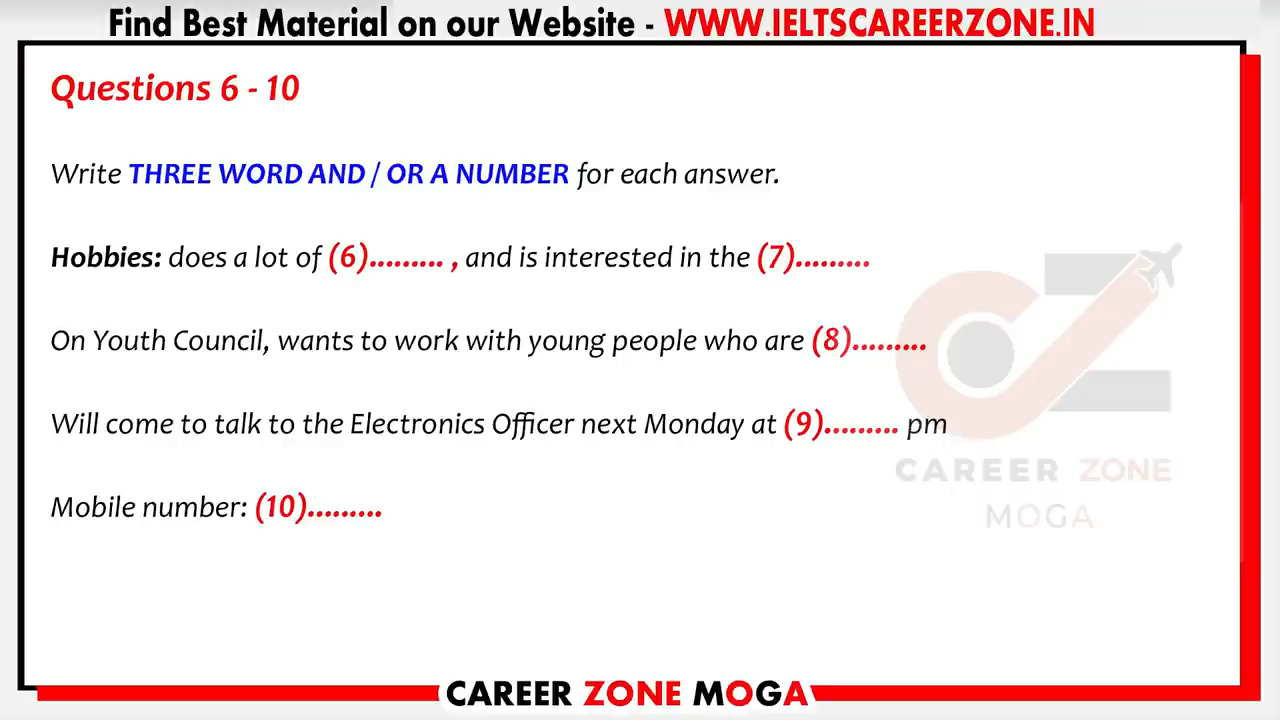 Find Best Material on our Website - WWW.IELTSCAREERZONE.IN
Questions 6 - 10
Write THREE WORD AND / OR A NUMBER for each answer.
Hobbies: does a lot of (6)......... , and is interested in the (7).........
On Youth Council, wants to work with young people who are (8).........
Will come to talk to the Electronics Officer next Monday at (9)......... pm
CAREER ZONE
Mobile number: (10).........
MOGA
CAREER ZONE MOGA